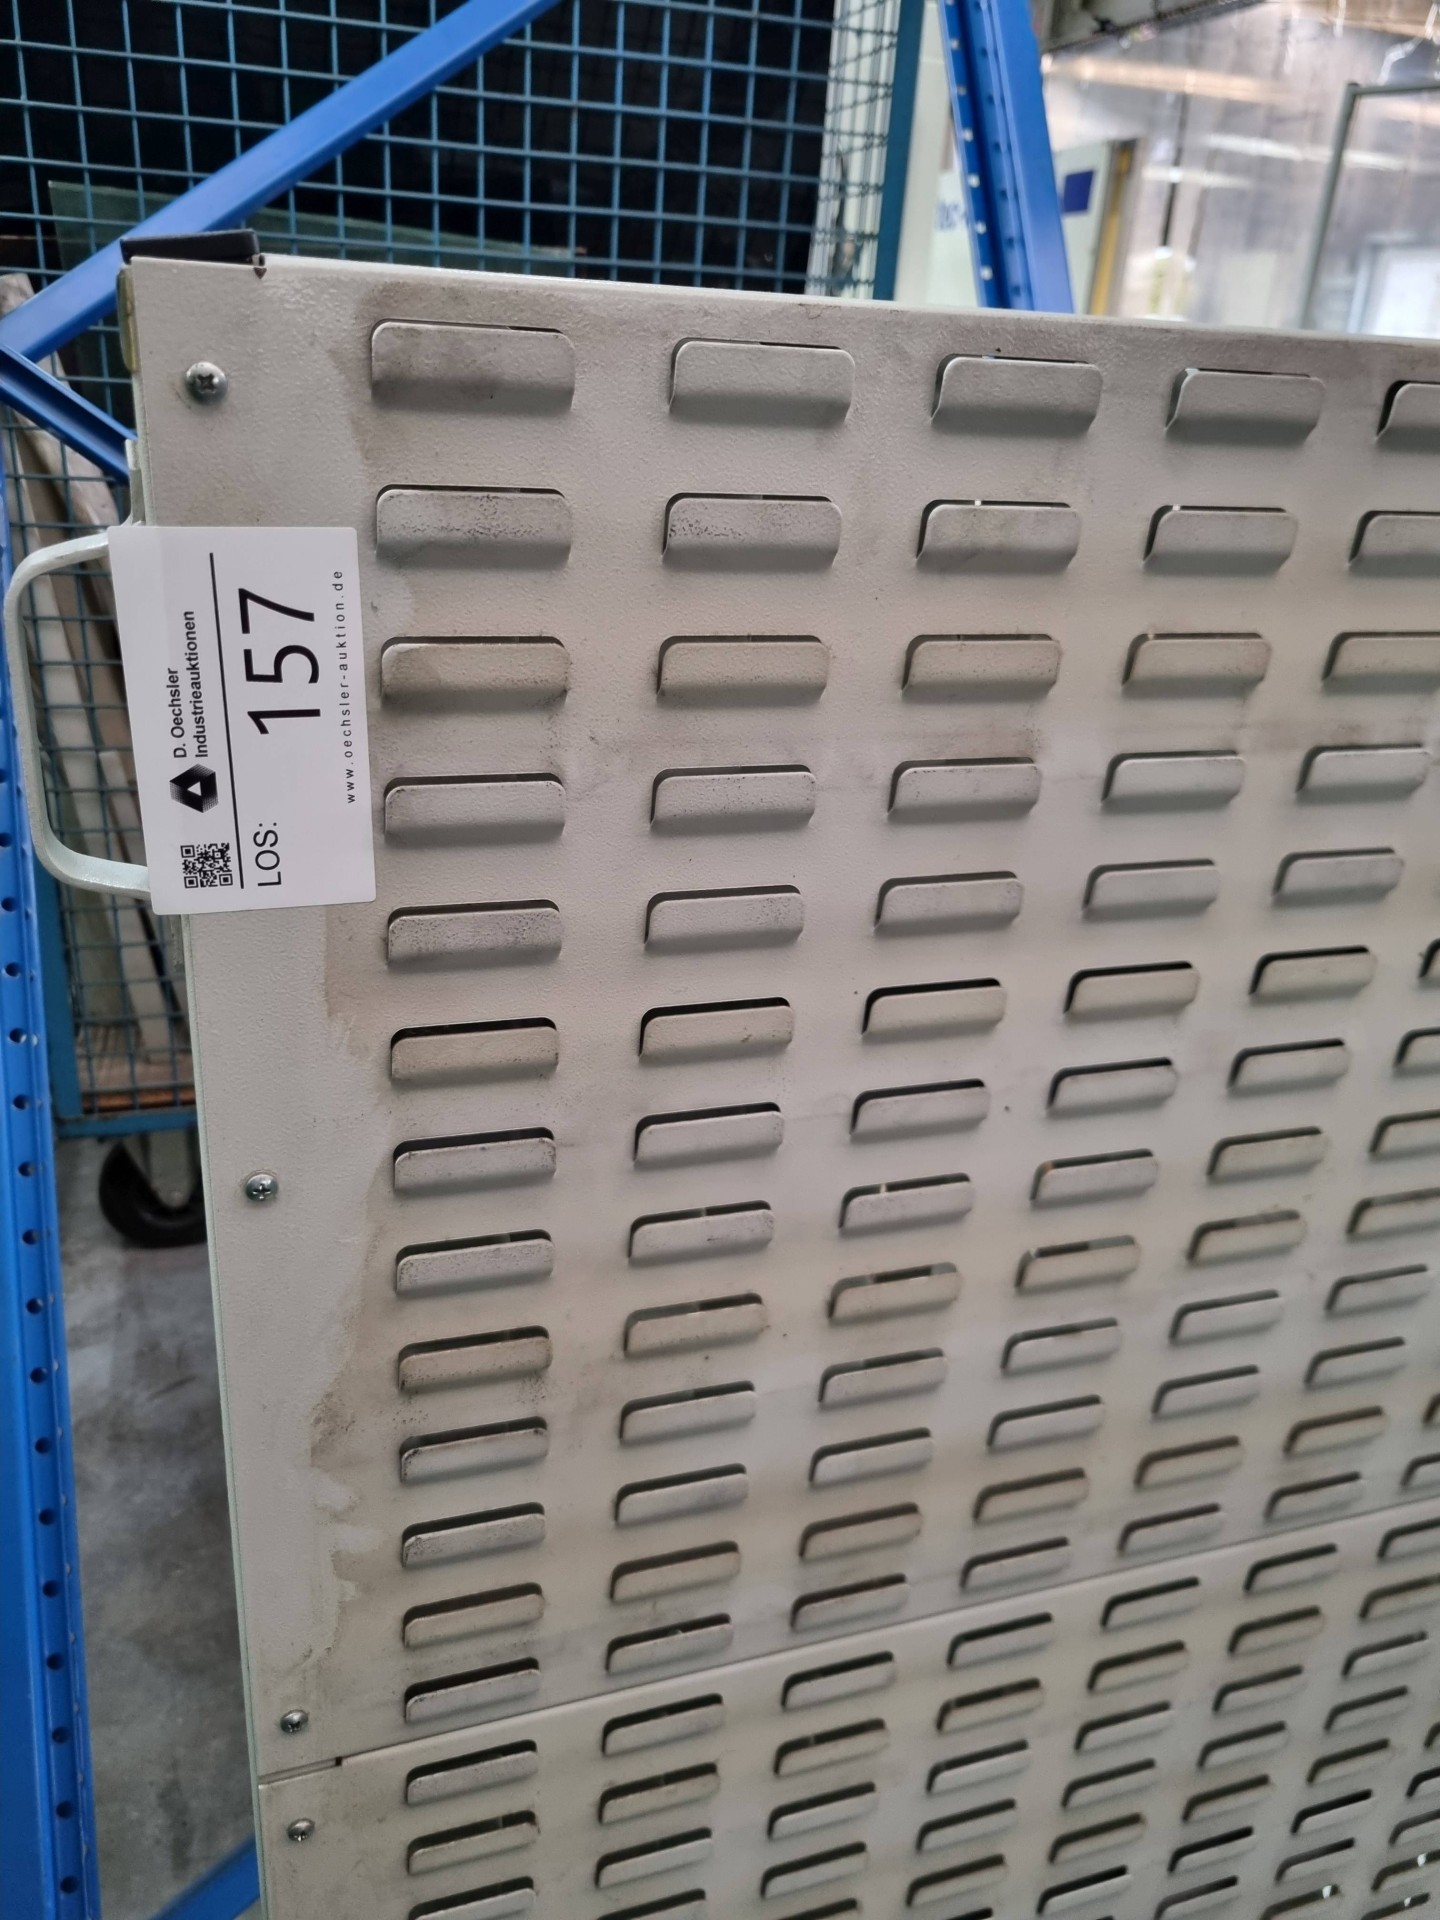 D. Oechsler
Industrieauktionen
LOS: 157
www.oechsler-auktion.de